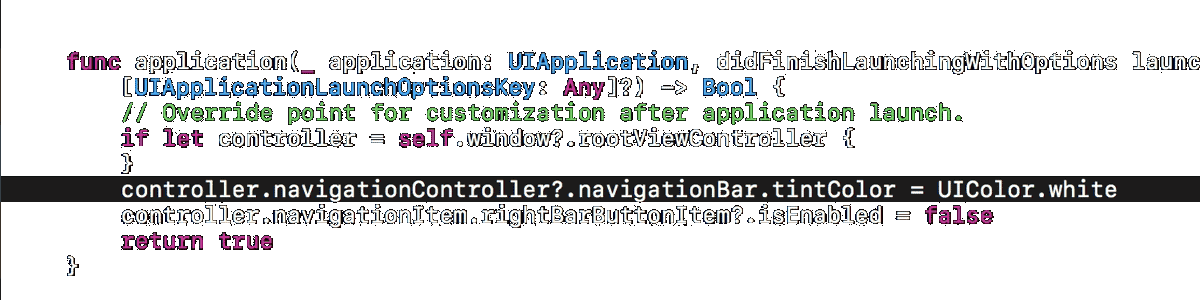 func application(_ application: UIApplication, didFinishLaunchingWithOptions
[UIApplicationLaunchOptionsKey: Any]?) -> Bool {
// Override point for customization after application launch.
if let controller = self.window?.rootViewController {
}
controller.navigationController?.navigationBar.tintColor = UIColor.white
controller.navigationItem.rightBarButtonItem?.isEnabled = false
return true
}